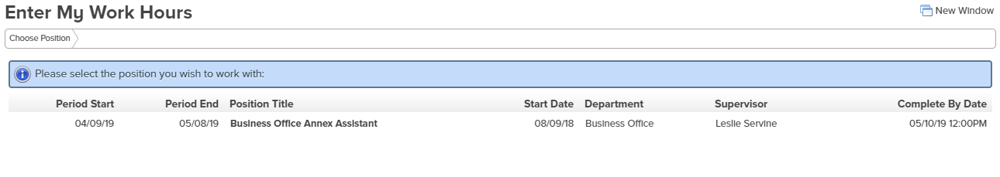 Enter My Work Hours
New Window
Choose Position
Please select the position you wish to work with:
Period Start Period End Position Title Start Date Department Supervisor Complete By Date
04/09/19 05/08/19 Business Office Annex Assistant 08/09/18 Business Office Leslie Servine 05/10/19 12:00PM